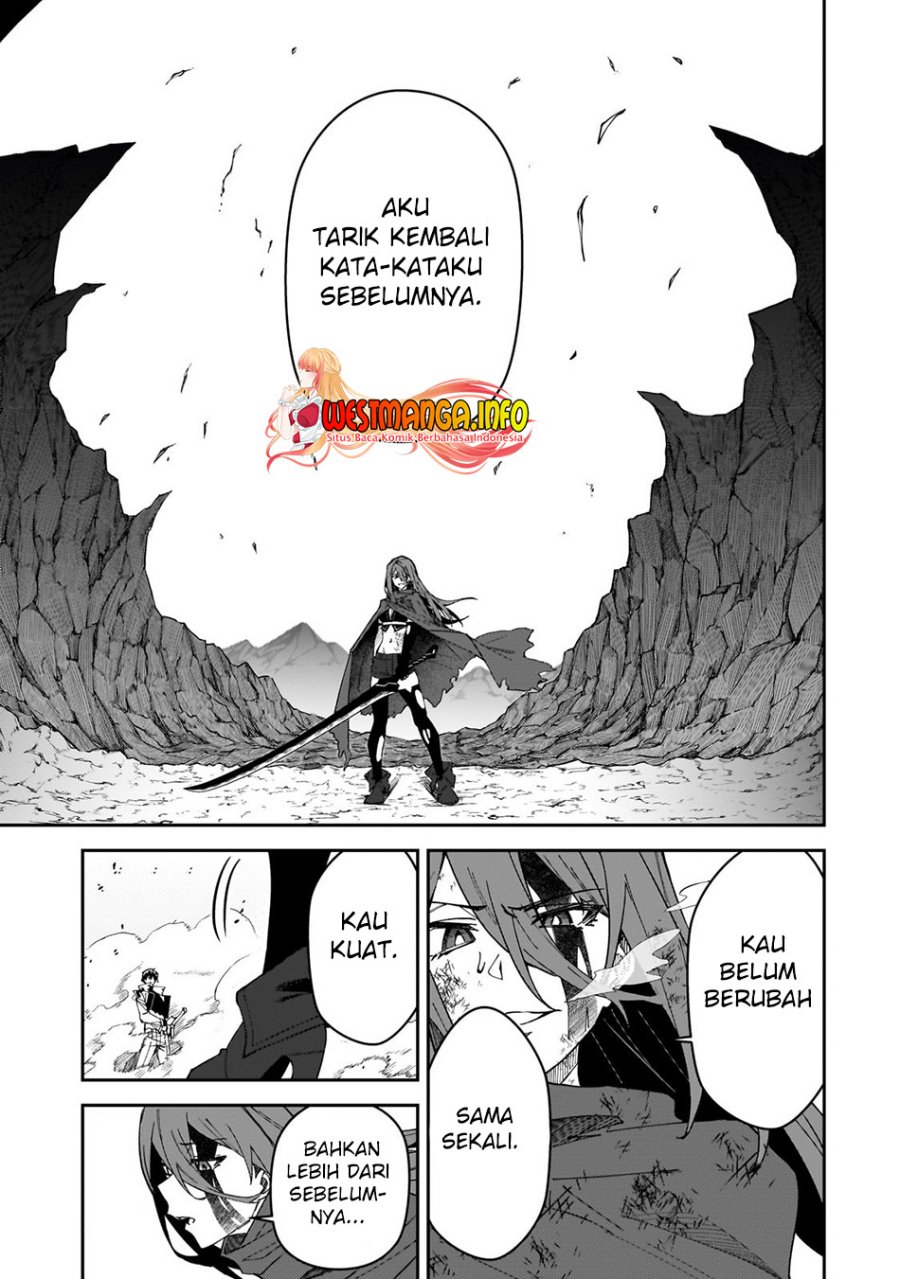 AKU
TARIK KEMBALI
KATA-KATAKU
SEBELUMNYA.
WESTMANGA.INFO
Situs Baca Komik Berbahasa Indonesia
KAU
BELUM
BERUBAH
SAMA
SEKALI.
KAU
KUAT.
BAHKAN
LEBIH DARI
SEBELUM-
NYA...